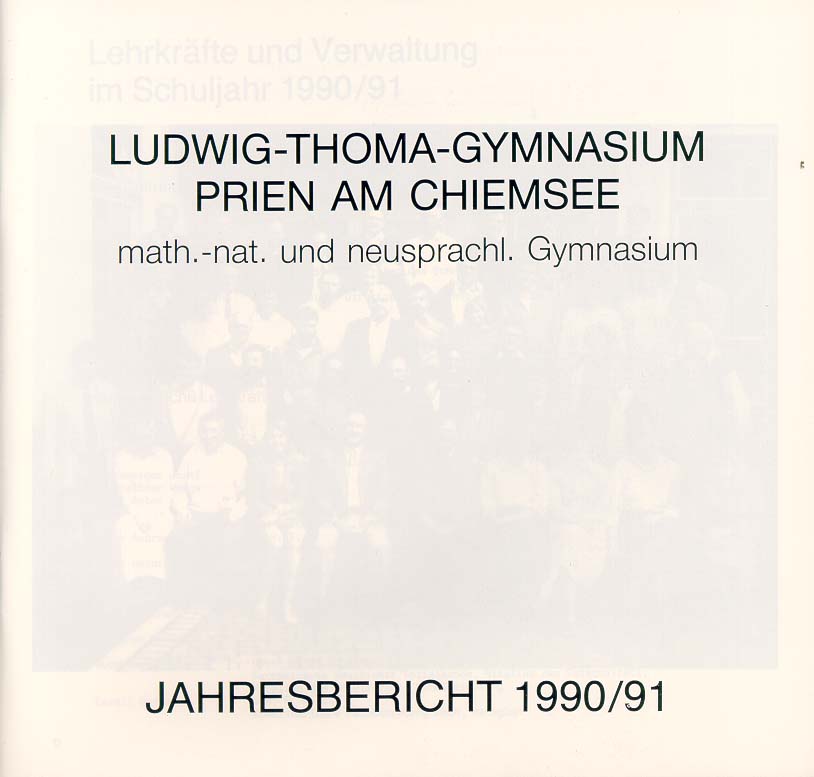 Lehrkräfte und Verwaltung
im Schuljahr 1990/91
LUDWIG-THOMA-GYMNASIUM
PRIEN AM CHIEMSEE
math.-nat. und neusprachl. Gymnasium
JAHRESBERICHT 1990/91